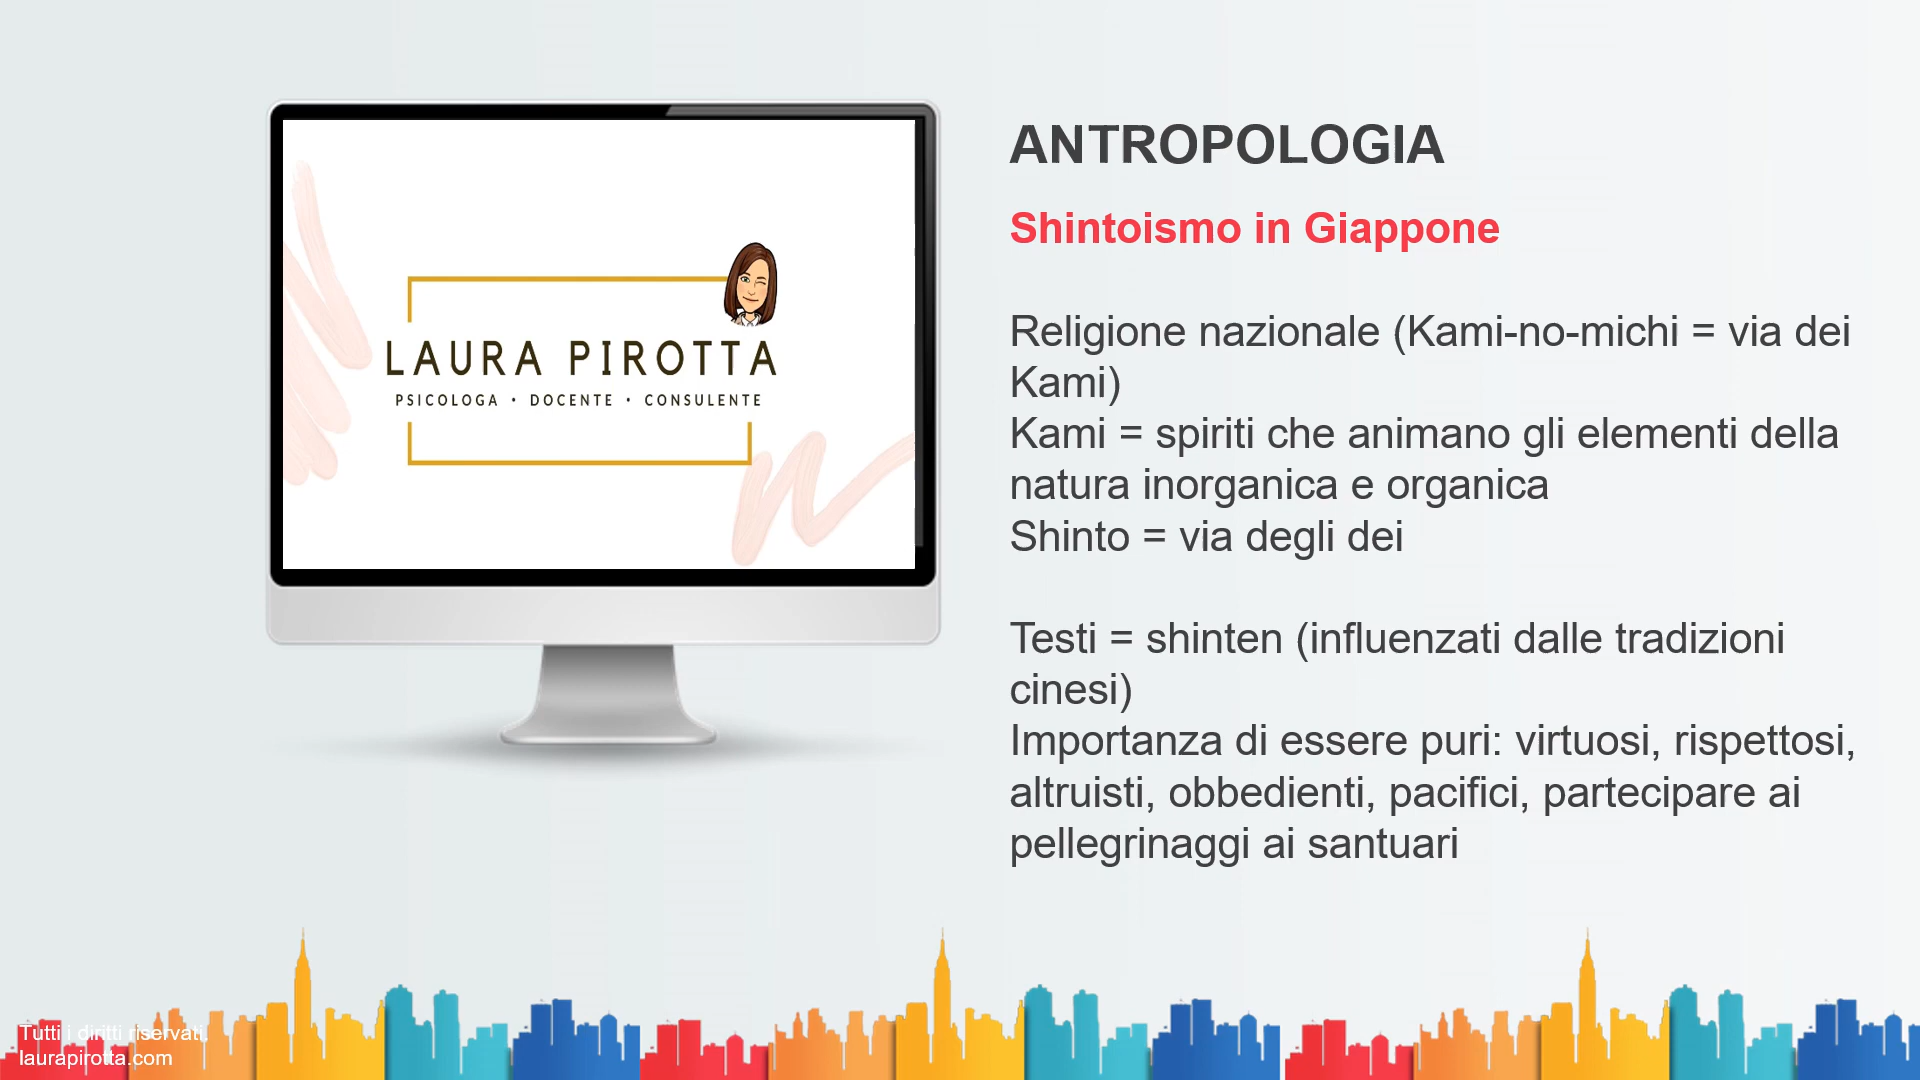 LAURA PIROTTA
PSICOLOGA • DOCENTE • CONSULENTE
ANTROPOLOGIA
Shintoismo in Giappone
Religione nazionale (Kami-no-michi = via dei
Kami)
Kami = spiriti che animano gli elementi della
natura inorganica e organica
Shinto = via degli dei
Testi = shinten (influenzati dalle tradizioni
cinesi)
Importanza di essere puri: virtuosi, rispettosi,
altruisti, obbedienti, pacifici, partecipare ai
pellegrinaggi ai santuari
Tutti i diritti riservati,
laurapirotta.com